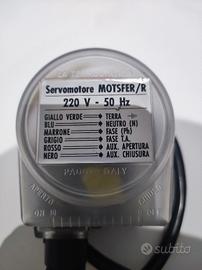 Servomotore MOTSFER/R
220 V - 50 Hz
GIALLO VERDE → TERRA
BLU → NEUTRO (N)
MARRONE → FASE (Ph)
GRIGIO → FASE T.A.
ROSSO → AUX. APERTURA
NERO → AUX. CHIUSURA
ITALY
subito